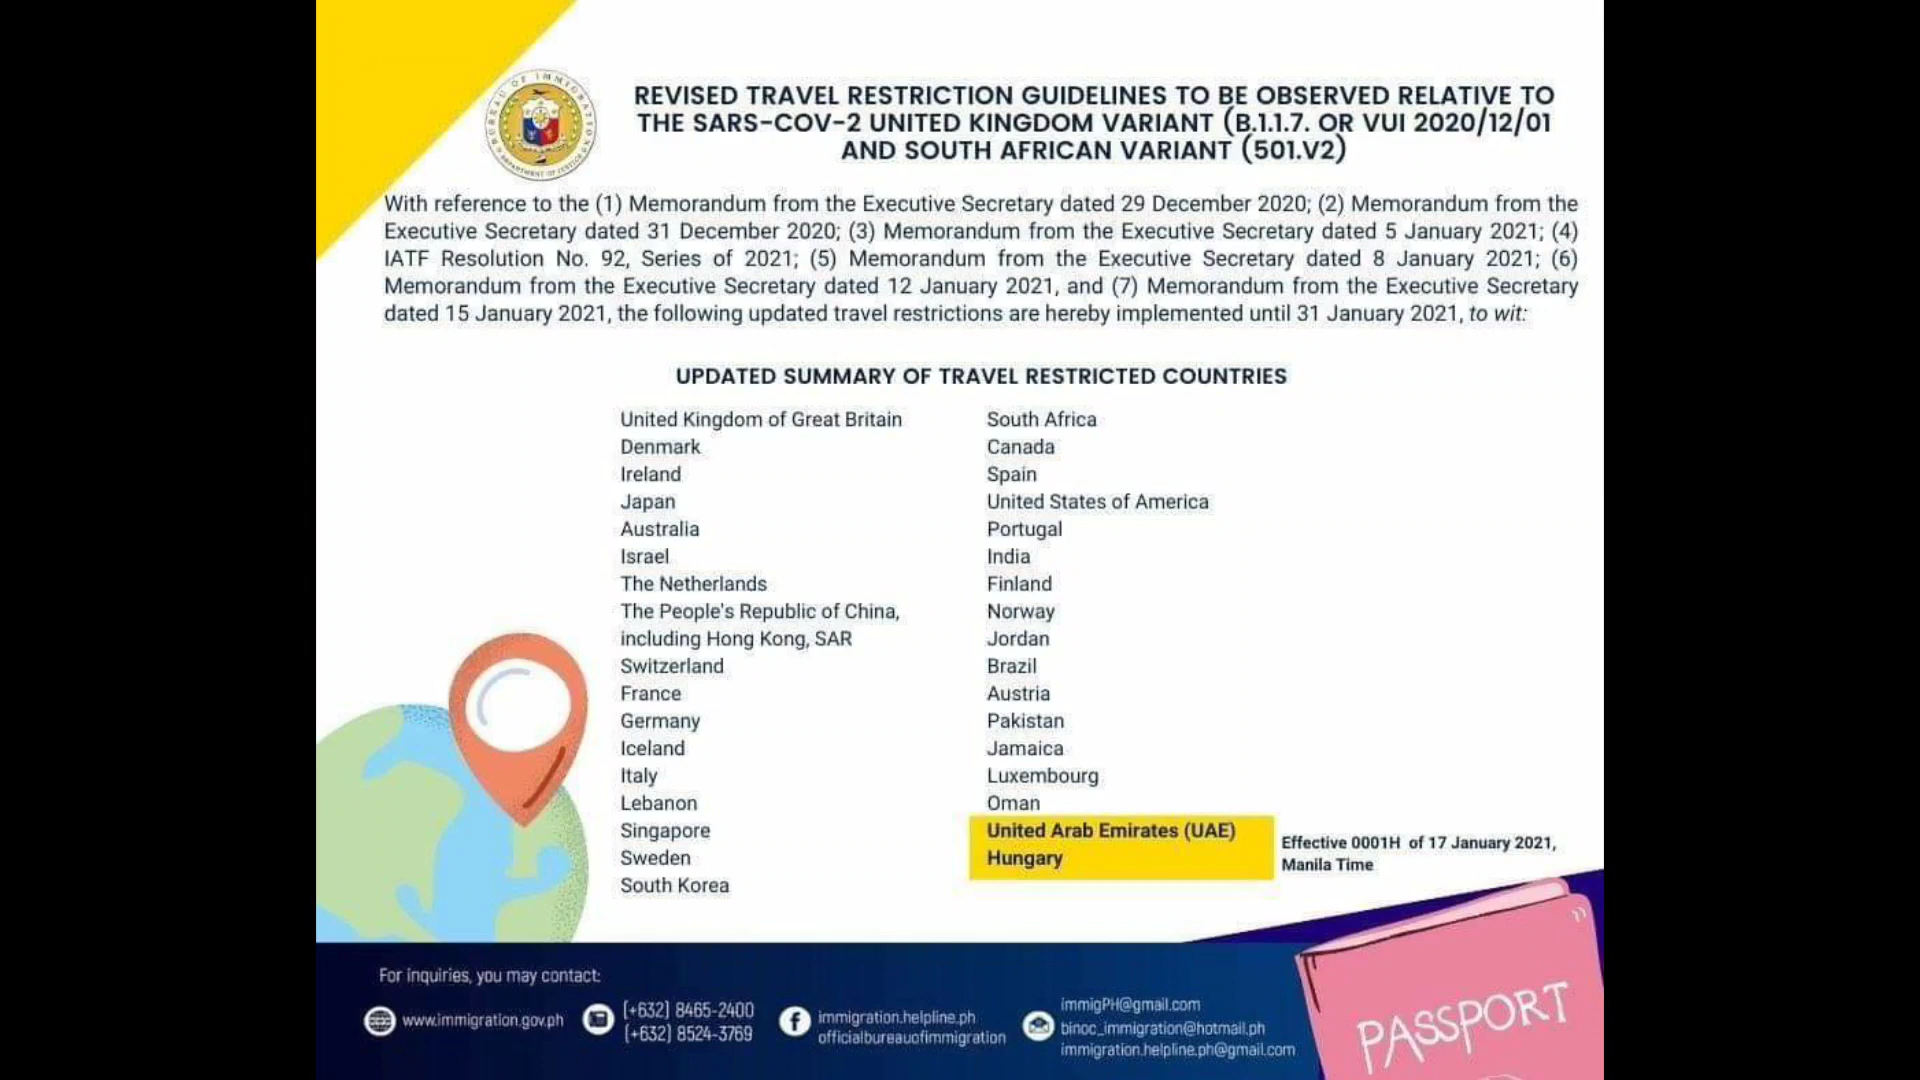 BUREAU OF IMMIGRATION
DEPARTMENT OF JUSTICE
REVISED TRAVEL RESTRICTION GUIDELINES TO BE OBSERVED RELATIVE TO
THE SARS-COV-2 UNITED KINGDOM VARIANT (B.1.1.7. OR VUI 2020/12/01
AND SOUTH AFRICAN VARIANT (501.V2)
With reference to the (1) Memorandum from the Executive Secretary dated 29 December 2020; (2) Memorandum from the
Executive Secretary dated 31 December 2020; (3) Memorandum from the Executive Secretary dated 5 January 2021; (4)
IATF Resolution No. 92, Series of 2021; (5) Memorandum from the Executive Secretary dated 8 January 2021; (6)
Memorandum from the Executive Secretary dated 12 January 2021, and (7) Memorandum from the Executive Secretary
dated 15 January 2021, the following updated travel restrictions are hereby implemented until 31 January 2021, to wit:
UPDATED SUMMARY OF TRAVEL RESTRICTED COUNTRIES
United Kingdom of Great Britain
Denmark
Ireland
Japan
Australia
Israel
The Netherlands
The People's Republic of China,
including Hong Kong, SAR
Switzerland
France
Germany
Iceland
Italy
Lebanon
Singapore
Sweden
South Korea
South Africa
Canada
Spain
United States of America
Portugal
India
Finland
Norway
Jordan
Brazil
Austria
Pakistan
Jamaica
Luxembourg
Oman
United Arab Emirates (UAE)
Hungary
Effective 0001H of 17 January 2021,
Manila Time
For inquiries, you may contact:
www.immigration.gov.ph
(+632) 8465-2400
(+632) 8524-3769
immigration.helpline.ph
officialbureauofimmigration
immigPH@gmail.com
binoc_immigration@hotmail.ph
immigration.helpline.ph@gmail.com
PASSPORT